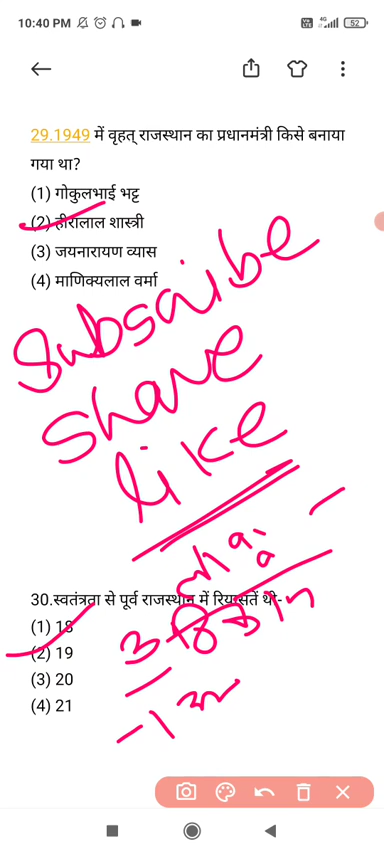 10:40 PM
4G
52
29.1949 में वृहत् राजस्थान का प्रधानमंत्री किसे बनाया
गया था?
(1) गोकुलभाई भट्ट
(2) हीरालाल शास्त्री
(3) जयनारायण व्यास
(4) माणिक्यलाल वर्मा
Subscribe
Share
like
30.स्वतंत्रता से पूर्व राजस्थान में रियासतें थी-
(1) 18
(2) 19
(3) 20
(4) 21